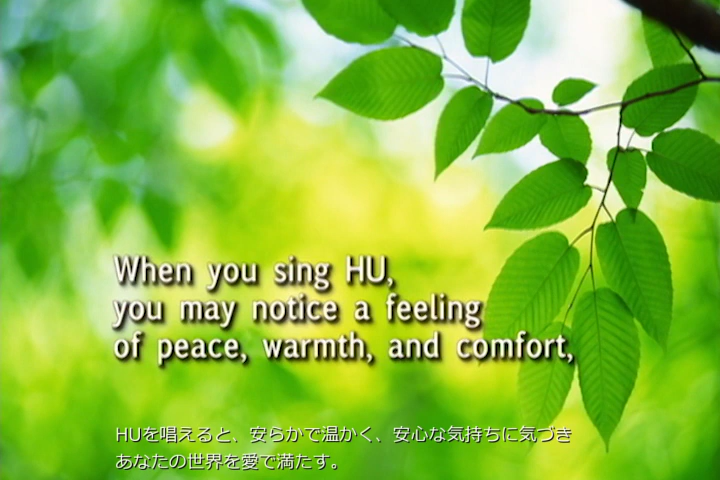 When you sing HU,
you may notice a feeling
of peace, warmth, and comfort,
HUを唱えると、安らかで温かく、安心な気持ちに気づき
あなたの世界を愛で満たす。